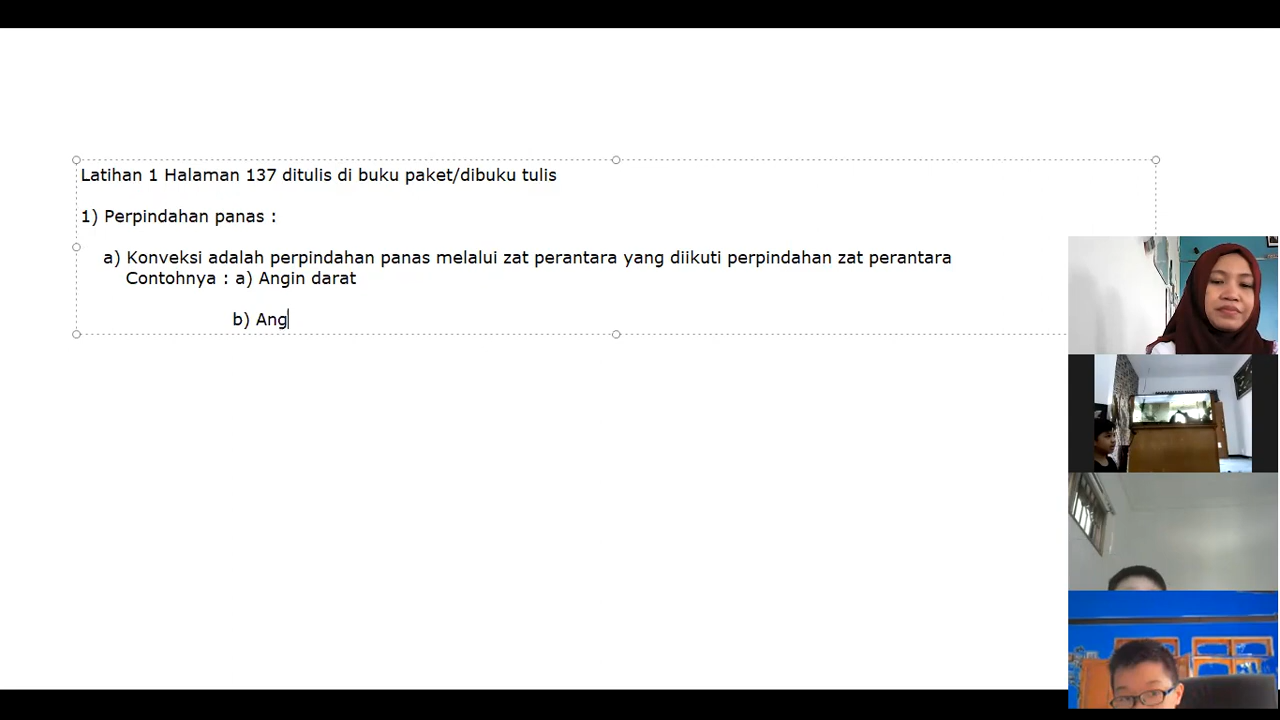 Latihan 1 Halaman 137 ditulis di buku paket/dibuku tulis
1) Perpindahan panas :
a) Konveksi adalah perpindahan panas melalui zat perantara yang diikuti perpindahan zat perantara
Contohnya : a) Angin darat
b) Ang